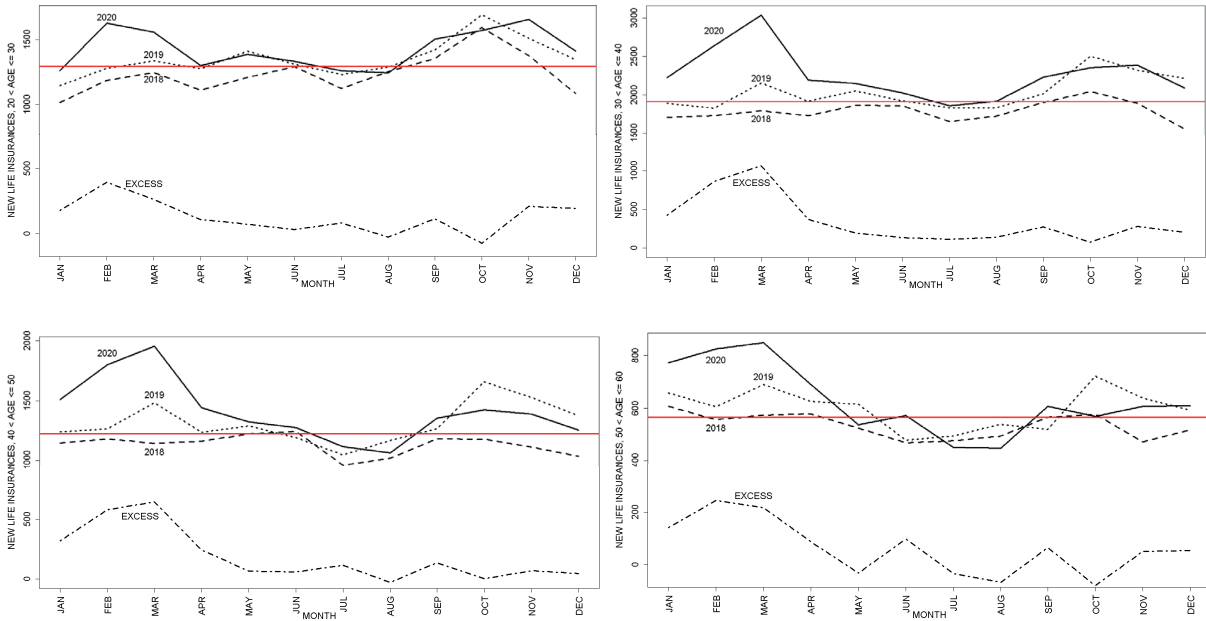 NEW LIFE INSURANCES, 20 < AGE <= 30
0 500 1000 1500
2020
2019
2018
EXCESS
JAN FEB MAR APR MAY JUN JUL AUG SEP OCT NOV DEC
MONTH
NEW LIFE INSURANCES, 30 < AGE <= 40
0 500 1000 1500 2000 2500 3000
2020
2019
2018
EXCESS
JAN FEB MAR APR MAY JUN JUL AUG SEP OCT NOV DEC
MONTH
NEW LIFE INSURANCES, 40 < AGE <= 50
0 500 1000 1500 2000
2020
2019
2018
EXCESS
JAN FEB MAR APR MAY JUN JUL AUG SEP OCT NOV DEC
MONTH
NEW LIFE INSURANCES, 50 < AGE <= 60
0 200 400 600 800
2020
2019
2018
EXCESS
JAN FEB MAR APR MAY JUN JUL AUG SEP OCT NOV DEC
MONTH